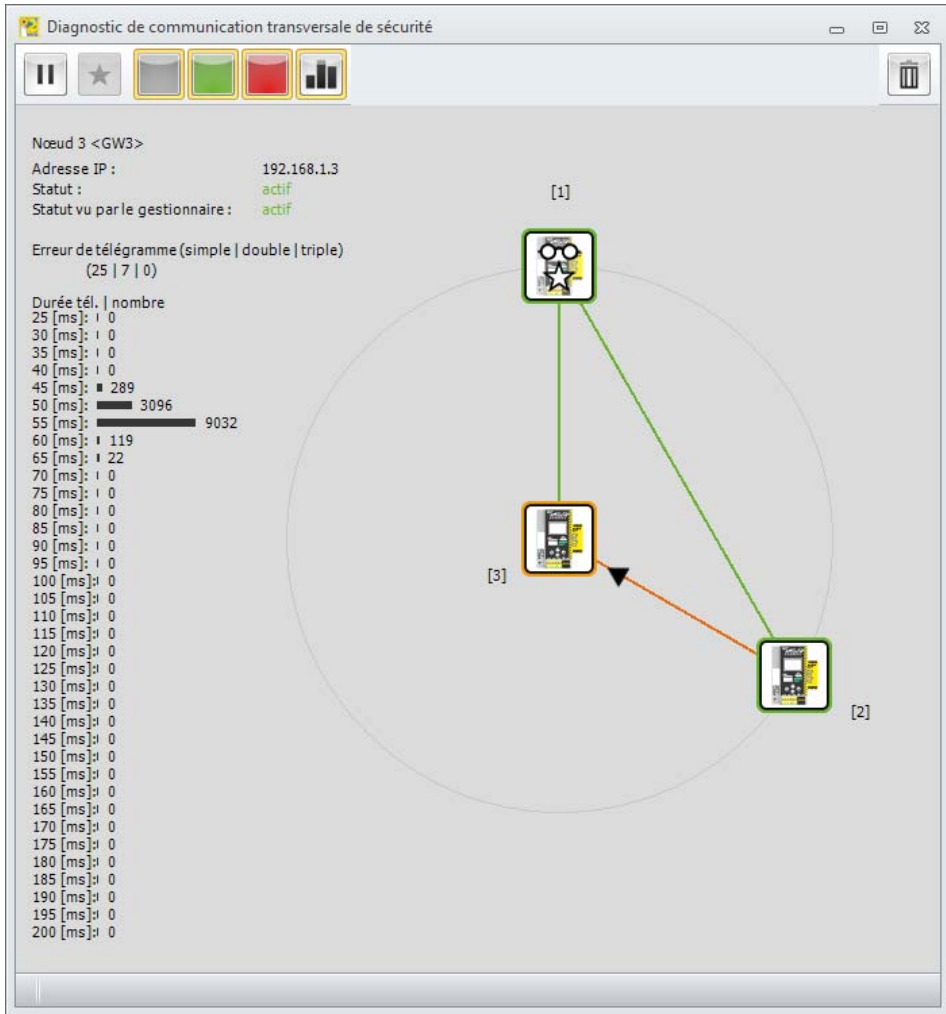 Diagnostic de communication transversale de sécurité
Nœud 3 <GW3>
Adresse IP : 192.168.1.3
Statut : actif
Statut vu par le gestionnaire : actif
Erreur de télégramme (simple | double | triple)
(25 | 7 | 0)
Durée tél. | nombre
25 [ms]: 0
30 [ms]: 0
35 [ms]: 0
40 [ms]: 0
45 [ms]: 289
50 [ms]: 3096
55 [ms]: 9032
60 [ms]: 119
65 [ms]: 22
70 [ms]: 0
75 [ms]: 0
80 [ms]: 0
85 [ms]: 0
90 [ms]: 0
95 [ms]: 0
100 [ms]: 0
105 [ms]: 0
110 [ms]: 0
115 [ms]: 0
120 [ms]: 0
125 [ms]: 0
130 [ms]: 0
135 [ms]: 0
140 [ms]: 0
145 [ms]: 0
150 [ms]: 0
155 [ms]: 0
160 [ms]: 0
165 [ms]: 0
170 [ms]: 0
175 [ms]: 0
180 [ms]: 0
185 [ms]: 0
190 [ms]: 0
195 [ms]: 0
200 [ms]: 0
[1]
[3]
[2]